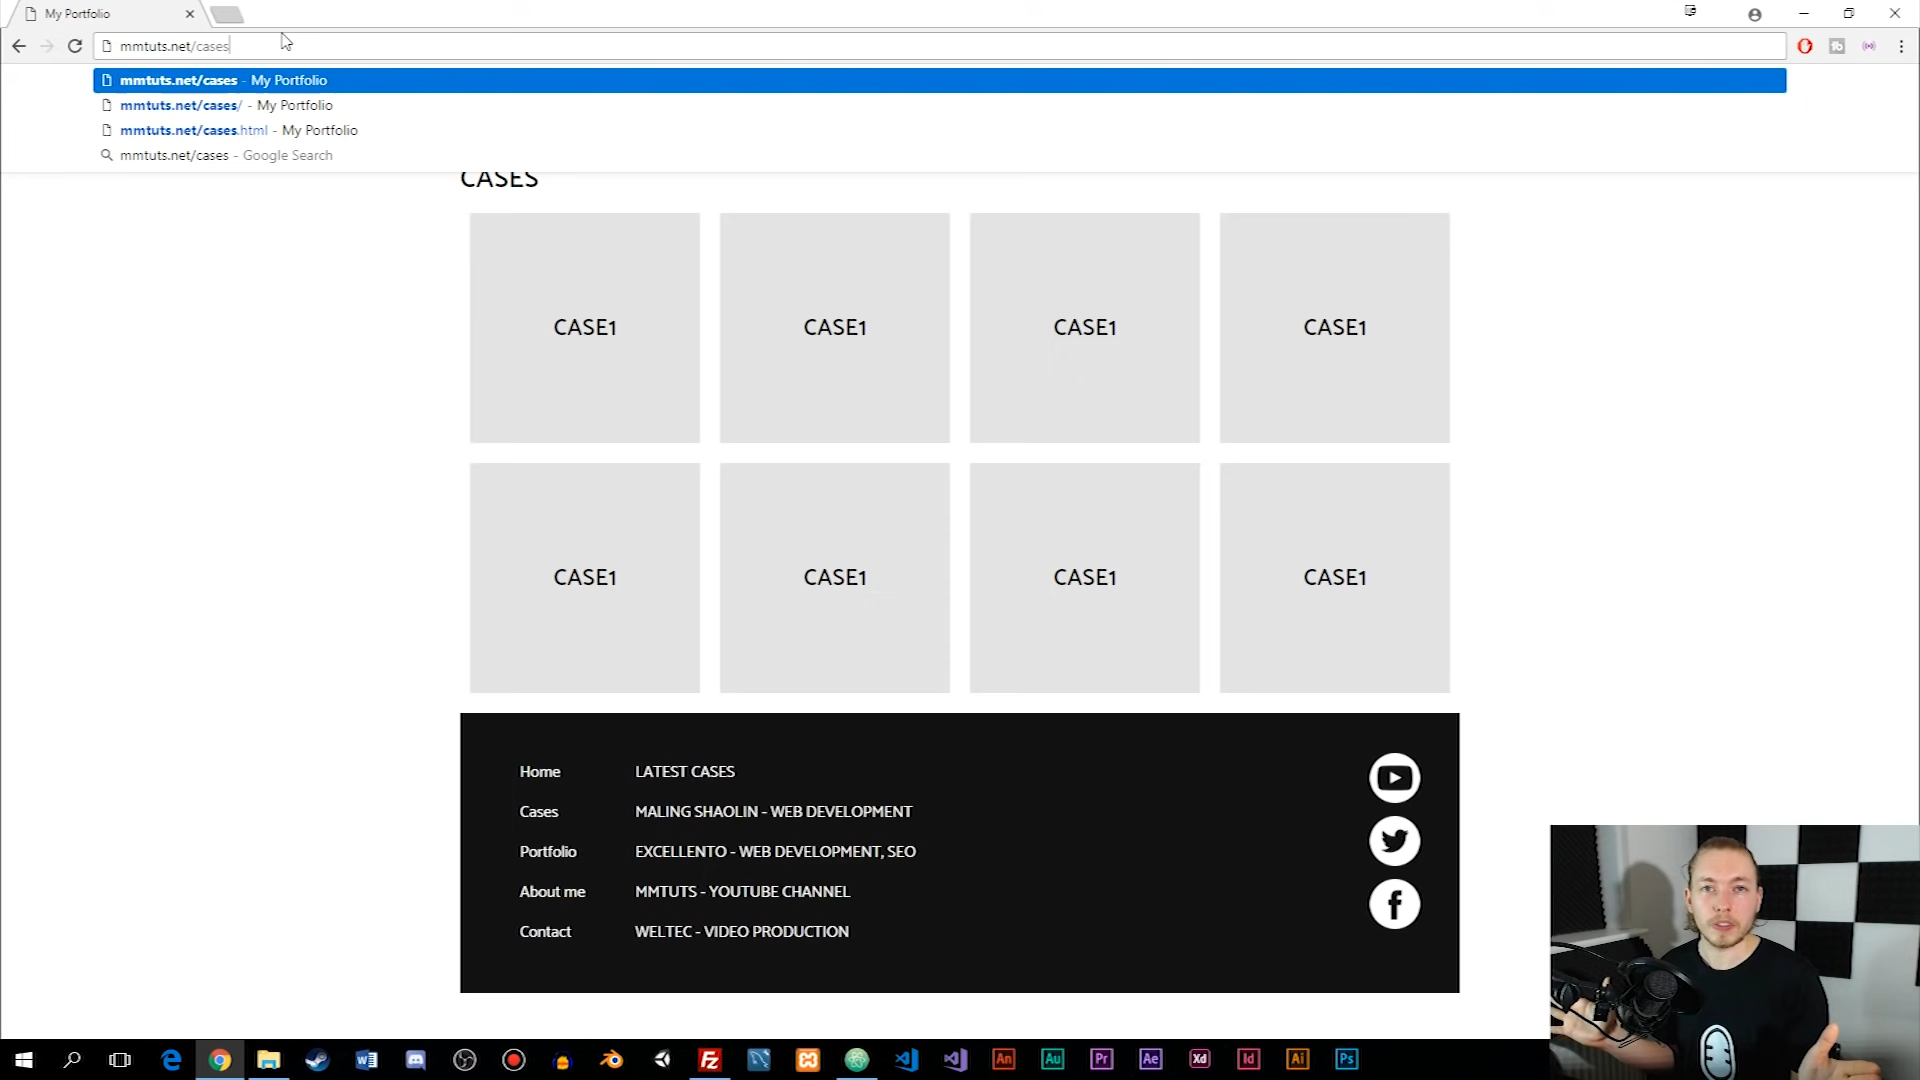 My Portfolio
mmtuts.net/cases
mmtuts.net/cases - My Portfolio
mmtuts.net/cases/ - My Portfolio
mmtuts.net/cases.html - My Portfolio
mmtuts.net/cases - Google Search
CASES
CASE1 CASE1 CASE1 CASE1
CASE1 CASE1 CASE1 CASE1
Home LATEST CASES
Cases MALING SHAOLIN - WEB DEVELOPMENT
Portfolio EXCELLENTO - WEB DEVELOPMENT, SEO
About me MMTUTS - YOUTUBE CHANNEL
Contact WELTEC - VIDEO PRODUCTION
An Au Pr Ae Xd Id Ai Ps